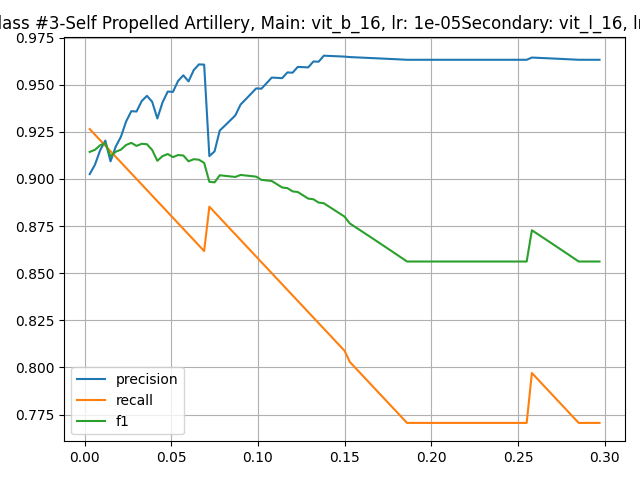 lass #3-Self Propelled Artillery, Main: vit_b_16, lr: 1e-05Secondary: vit_l_16, lr
0.975
0.950
0.925
0.900
0.875
0.850
0.825
0.800
0.775
precision
recall
f1
0.00 0.05 0.10 0.15 0.20 0.25 0.30